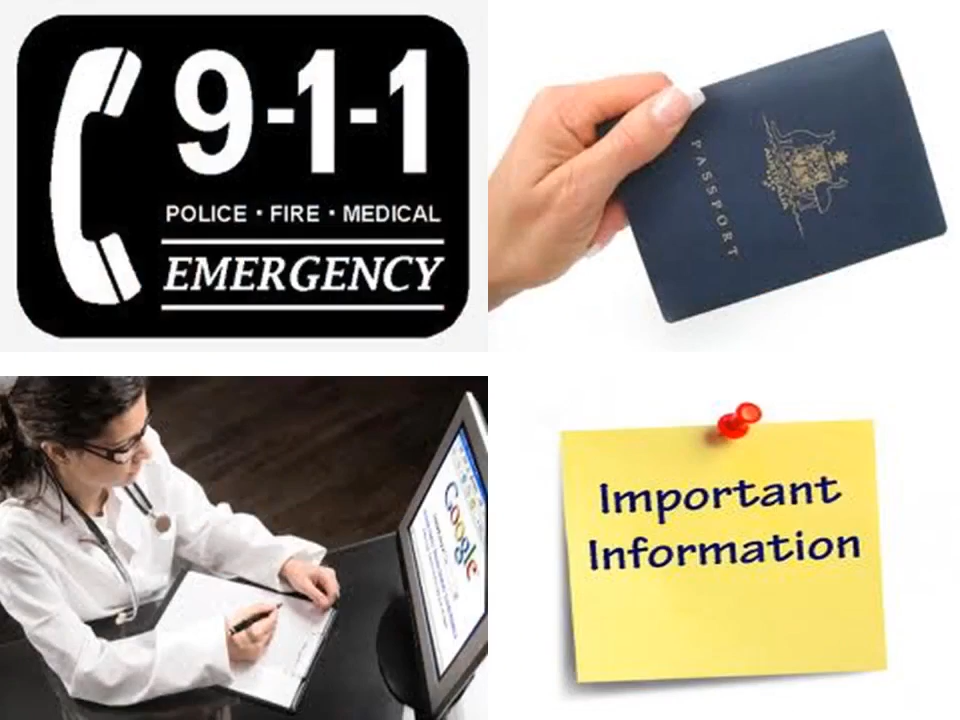 9-1-1
POLICE · FIRE · MEDICAL
EMERGENCY
PASSPORT
Google
Important
Information